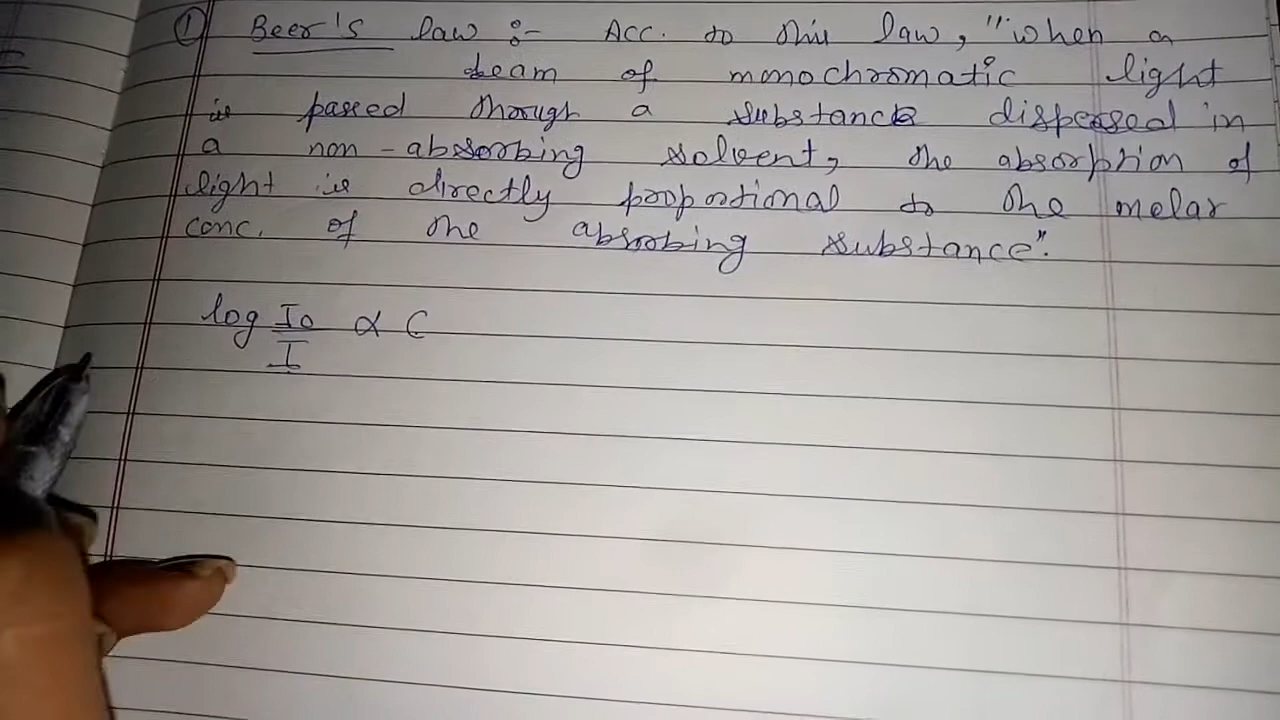 ① Beer's law :- Acc. to this law, "when a
beam of monochromatic light
is passed through a substance dispersed in
a non-absorbing solvent, the absorption of
light is directly proportional to the molar
conc. of the absorbing substance".
log I₀/I ∝ C